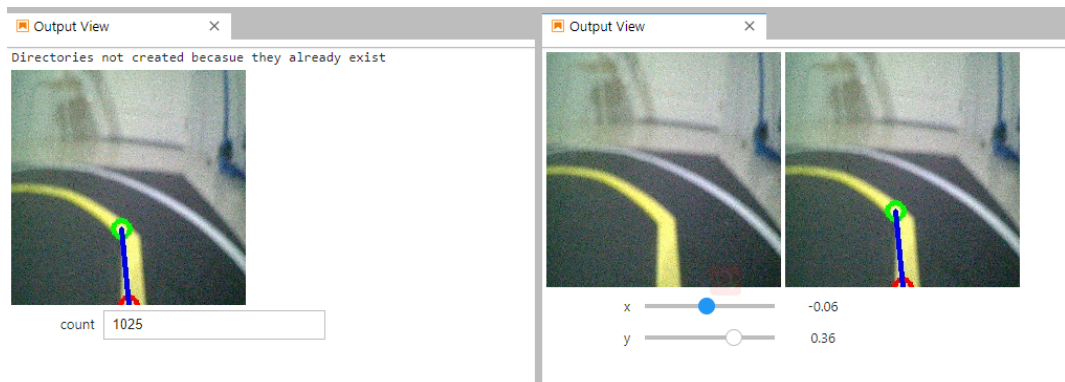 Output View
Directories not created becasue they already exist
count 1025
Output View
x -0.06
y 0.36